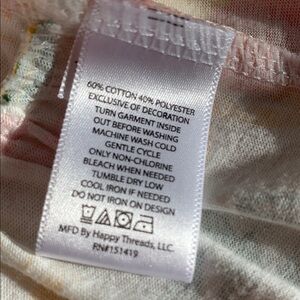 60% COTTON 40% POLYESTER
EXCLUSIVE OF DECORATION
TURN GARMENT INSIDE
OUT BEFORE WASHING
MACHINE WASH COLD
GENTLE CYCLE
ONLY NON-CHLORINE
BLEACH WHEN NEEDED
TUMBLE DRY LOW
COOL IRON IF NEEDED
DO NOT IRON ON DESIGN
MFD By Happy Threads, LLC.
RN#151419